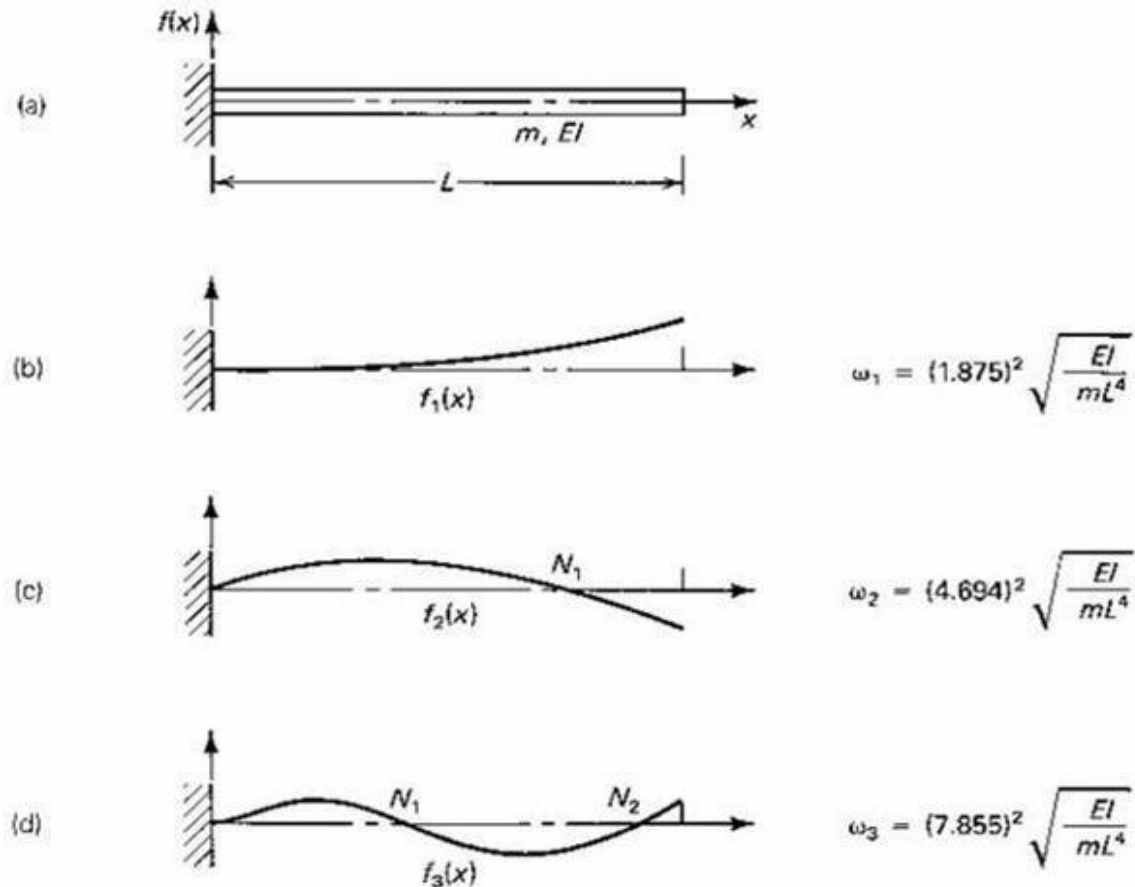 f(x)
(a)
x
m, EI
L
(b)
f₁(x)
ω₁ = (1.875)² √(EI / mL⁴)
(c)
N₁
f₂(x)
ω₂ = (4.694)² √(EI / mL⁴)
(d)
N₁
N₂
f₃(x)
ω₃ = (7.855)² √(EI / mL⁴)